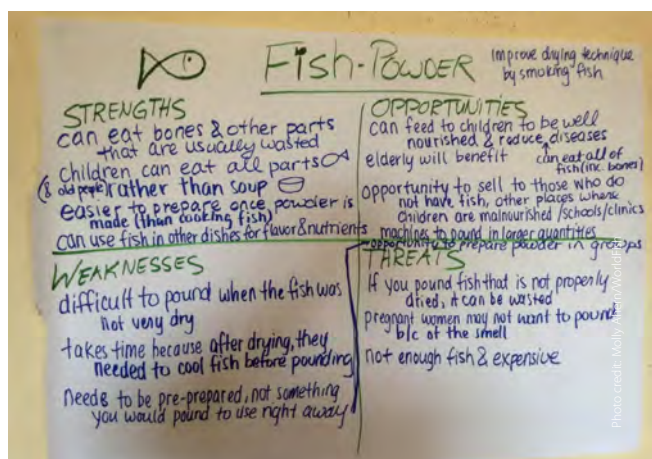 Fish-Powder
improve drying technique
by smoking fish
STRENGTHS
can eat bones & other parts
that are usually wasted
children can eat all parts
(& old people) rather than soup
easier to prepare once powder is
made (than cooking fish)
can use fish in other dishes for flavor & nutrients
OPPORTUNITIES
can feed to children to be well
nourished & reduce diseases
elderly will benefit
can eat all of
fish (inc. bones)
opportunity to sell to those who do
not have fish, other places where
children are malnourished / schools / clinics
machines to pound in larger quantities
opportunity to prepare powder in groups
WEAKNESSES
difficult to pound when the fish was
not very dry
takes time because after drying, they
needed to cool fish before pounding
needs to be pre-prepared, not something
you would pound to use right away
THREATS
If you pound fish that is not properly
dried, it can be wasted
pregnant women may not want to pound
b/c of the smell
not enough fish & expensive
Photo credit: Molly